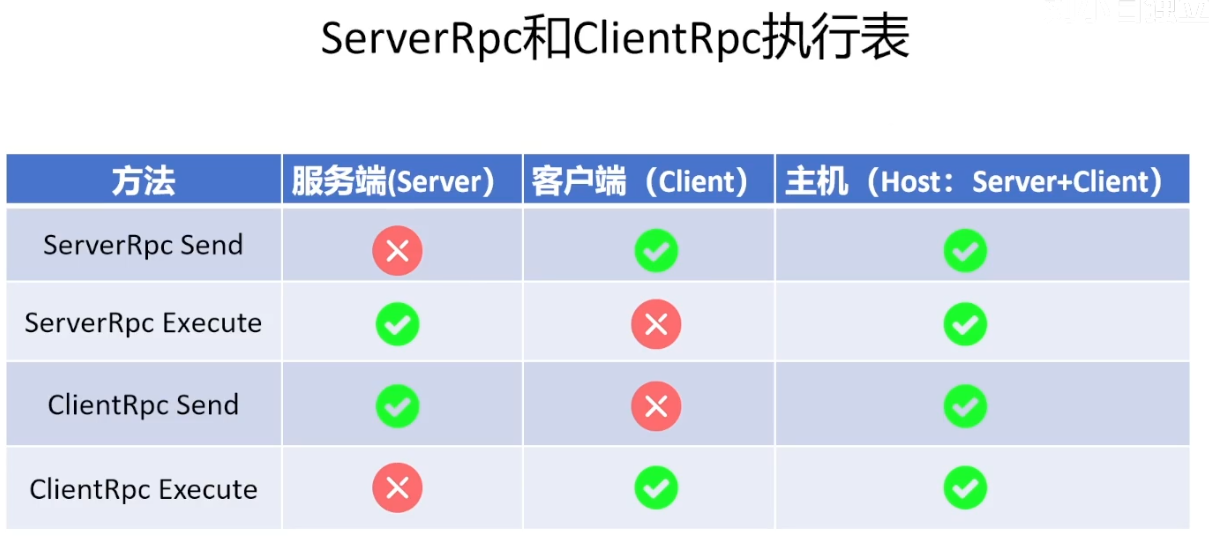 ServerRpc和ClientRpc执行表
方法 服务端(Server） 客户端（Client） 主机（Host：Server+Client）
ServerRpc Send
ServerRpc Execute
ClientRpc Send
ClientRpc Execute